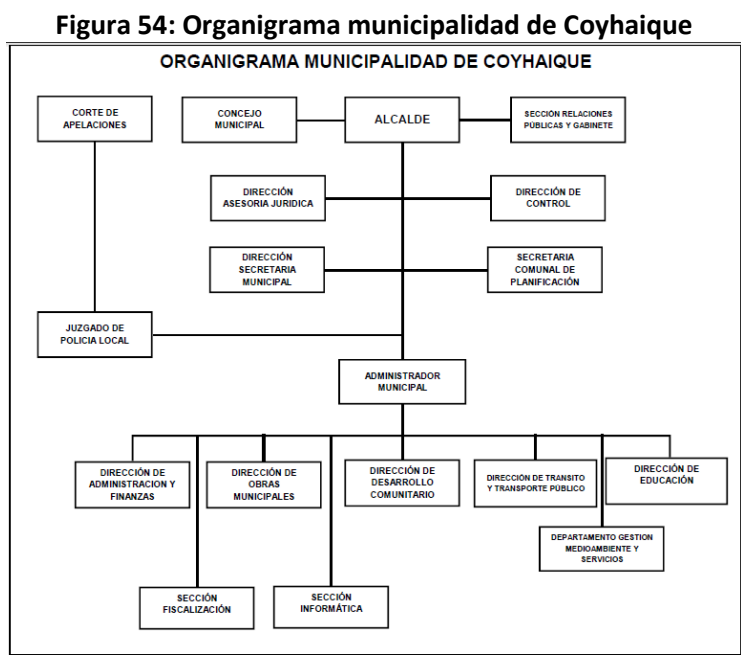 Figura 54: Organigrama municipalidad de Coyhaique
ORGANIGRAMA MUNICIPALIDAD DE COYHAIQUE
CORTE DE
APELACIONES
CONCEJO
MUNICIPAL
ALCALDE
SECCIÓN RELACIONES
PÚBLICAS Y GABINETE
DIRECCIÓN
ASESORIA JURIDICA
DIRECCIÓN DE
CONTROL
DIRECCIÓN
SECRETARIA
MUNICIPAL
SECRETARIA
COMUNAL DE
PLANIFICACIÓN
JUZGADO DE
POLICIA LOCAL
ADMINISTRADOR
MUNICIPAL
DIRECCIÓN DE
ADMINISTRACION Y
FINANZAS
DIRECCIÓN DE
OBRAS
MUNICIPALES
DIRECCIÓN DE
DESARROLLO
COMUNITARIO
DIRECCIÓN DE TRANSITO
Y TRANSPORTE PÚBLICO
DIRECCIÓN DE
EDUCACIÓN
DEPARTAMENTO GESTION
MEDIOAMBIENTE Y
SERVICIOS
SECCIÓN
FISCALIZACIÓN
SECCIÓN
INFORMÁTICA